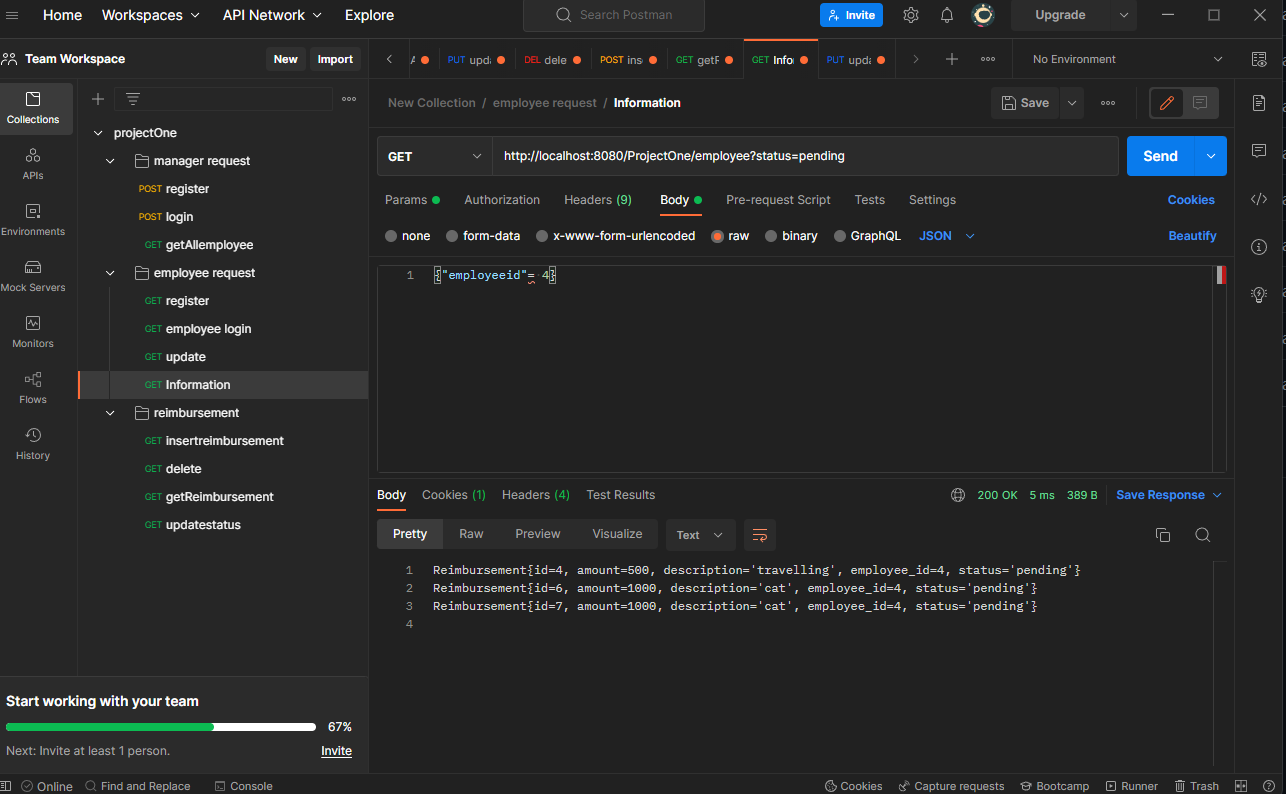 Home Workspaces API Network Explore Search Postman Invite Upgrade
Team Workspace New Import
PUT upda DEL dele POST ins GET getR GET Infor PUT upda No Environment
Collections
APIs
Environments
Mock Servers
Monitors
Flows
History
projectOne
manager request
POST register
POST login
GET getAllemployee
employee request
GET register
GET employee login
GET update
GET Information
reimbursement
GET insertreimbursement
GET delete
GET getReimbursement
GET updatestatus
Start working with your team
67%
Next: Invite at least 1 person. Invite
New Collection / employee request / Information Save
GET http://localhost:8080/ProjectOne/employee?status=pending Send
Params Authorization Headers (9) Body Pre-request Script Tests Settings Cookies
none form-data x-www-form-urlencoded raw binary GraphQL JSON Beautify
1 {"employeeid"= 4}
Body Cookies (1) Headers (4) Test Results 200 OK 5 ms 389 B Save Response
Pretty Raw Preview Visualize Text
1 Reimbursement{id=4, amount=500, description='travelling', employee_id=4, status='pending'}
2 Reimbursement{id=6, amount=1000, description='cat', employee_id=4, status='pending'}
3 Reimbursement{id=7, amount=1000, description='cat', employee_id=4, status='pending'}
4
Online Find and Replace Console Cookies Capture requests Bootcamp Runner Trash